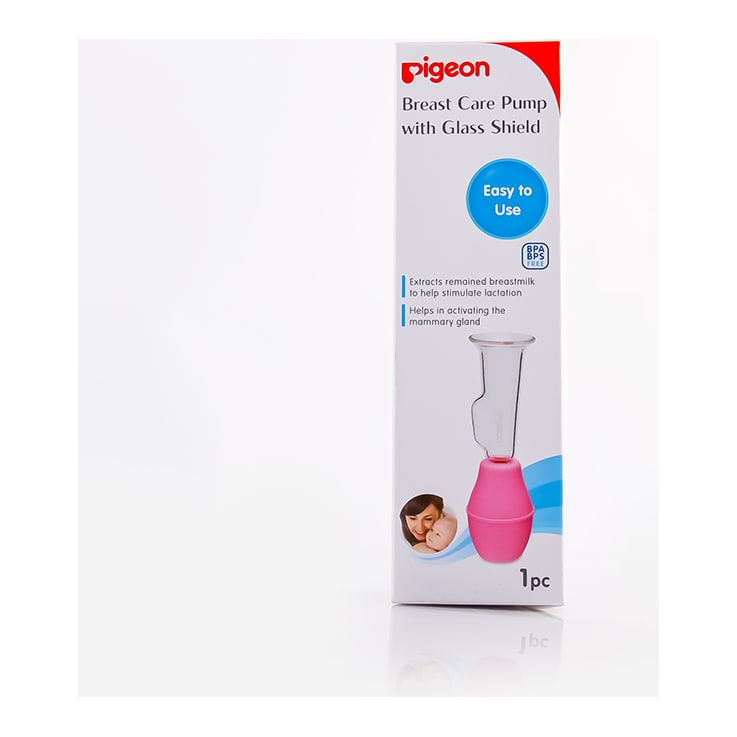 pigeon
Breast Care Pump
with Glass Shield
Easy to
Use
BPA
BPS
FREE
Extracts remained breastmilk
to help stimulate lactation
Helps in activating the
mammary gland
1pc